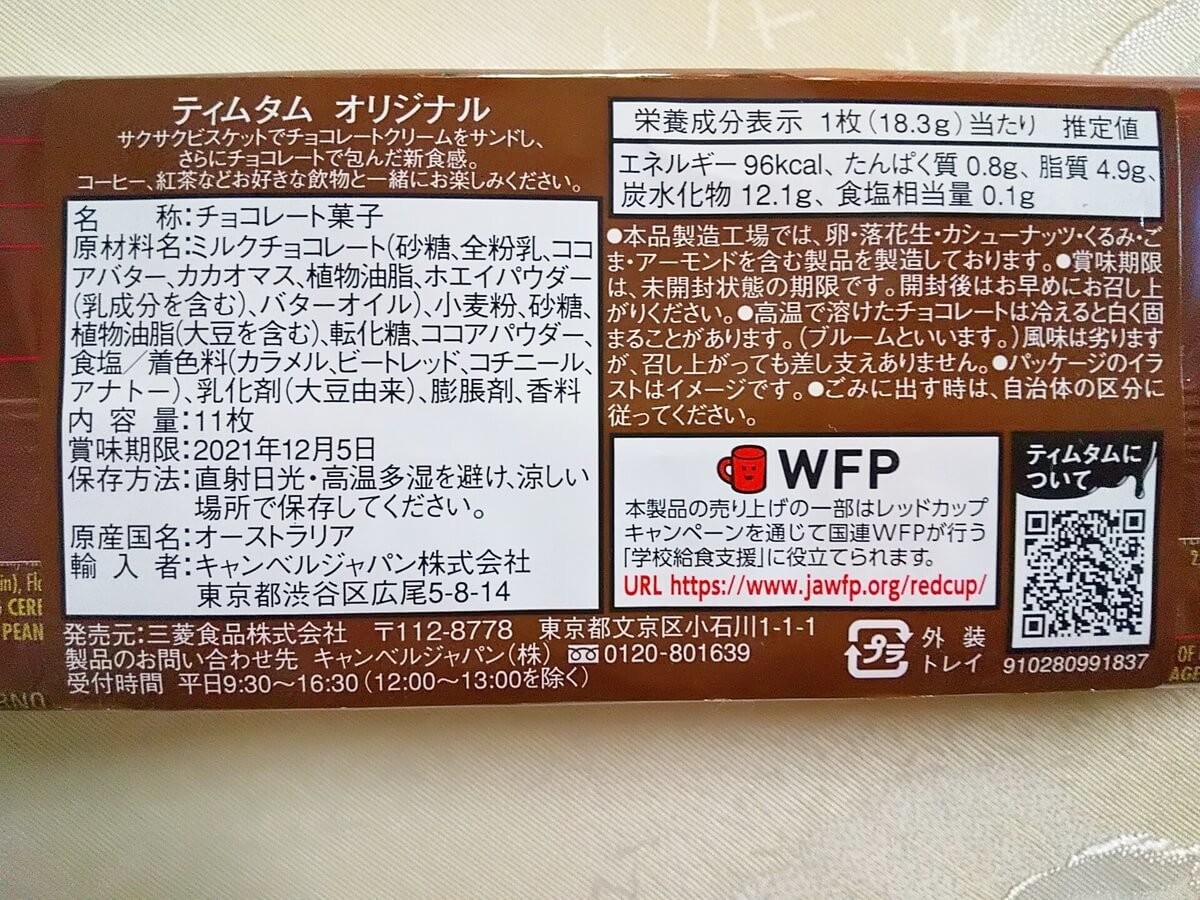 ティムタム オリジナル
サクサクビスケットでチョコレートクリームをサンドし、
さらにチョコレートで包んだ新食感。
コーヒー、紅茶などお好きな飲物と一緒にお楽しみください。
名 称:チョコレート菓子
原材料名:ミルクチョコレート(砂糖、全粉乳、ココ
アバター、カカオマス、植物油脂、ホエイパウダー
(乳成分を含む)、バターオイル)、小麦粉、砂糖、
植物油脂(大豆を含む)、転化糖、ココアパウダー、
食塩/着色料(カラメル、ビートレッド、コチニール、
アナトー)、乳化剤(大豆由来)、膨脹剤、香料
内 容 量:11枚
賞味期限:2021年12月5日
保存方法:直射日光・高温多湿を避け、涼しい
場所で保存してください。
原産国名:オーストラリア
輸 入 者:キャンベルジャパン株式会社
東京都渋谷区広尾5-8-14
発売元:三菱食品株式会社 〒112-8778 東京都文京区小石川1-1-1
製品のお問い合わせ先 キャンベルジャパン(株) 0120-801639
受付時間 平日9:30～16:30(12:00～13:00を除く)
栄養成分表示 1枚(18.3g)当たり 推定値
エネルギー 96kcal、たんぱく質 0.8g、脂質 4.9g、
炭水化物 12.1g、食塩相当量 0.1g
●本品製造工場では、卵・落花生・カシューナッツ・くるみ・ご
ま・アーモンドを含む製品を製造しております。●賞味期限
は、未開封状態の期限です。開封後はお早めにお召し上
がりください。●高温で溶けたチョコレートは冷えると白く固
まることがあります。(ブルームといいます。)風味は劣ります
が、召し上がっても差し支えありません。●パッケージのイラ
ストはイメージです。●ごみに出す時は、自治体の区分に
従ってください。
WFP
本製品の売り上げの一部はレッドカップ
キャンペーンを通じて国連WFPが行う
「学校給食支援」に役立てられます。
URL https://www.jawfp.org/redcup/
ティムタムに
ついて
プラ
外 装
トレイ
910280991837
CERE
PEAN